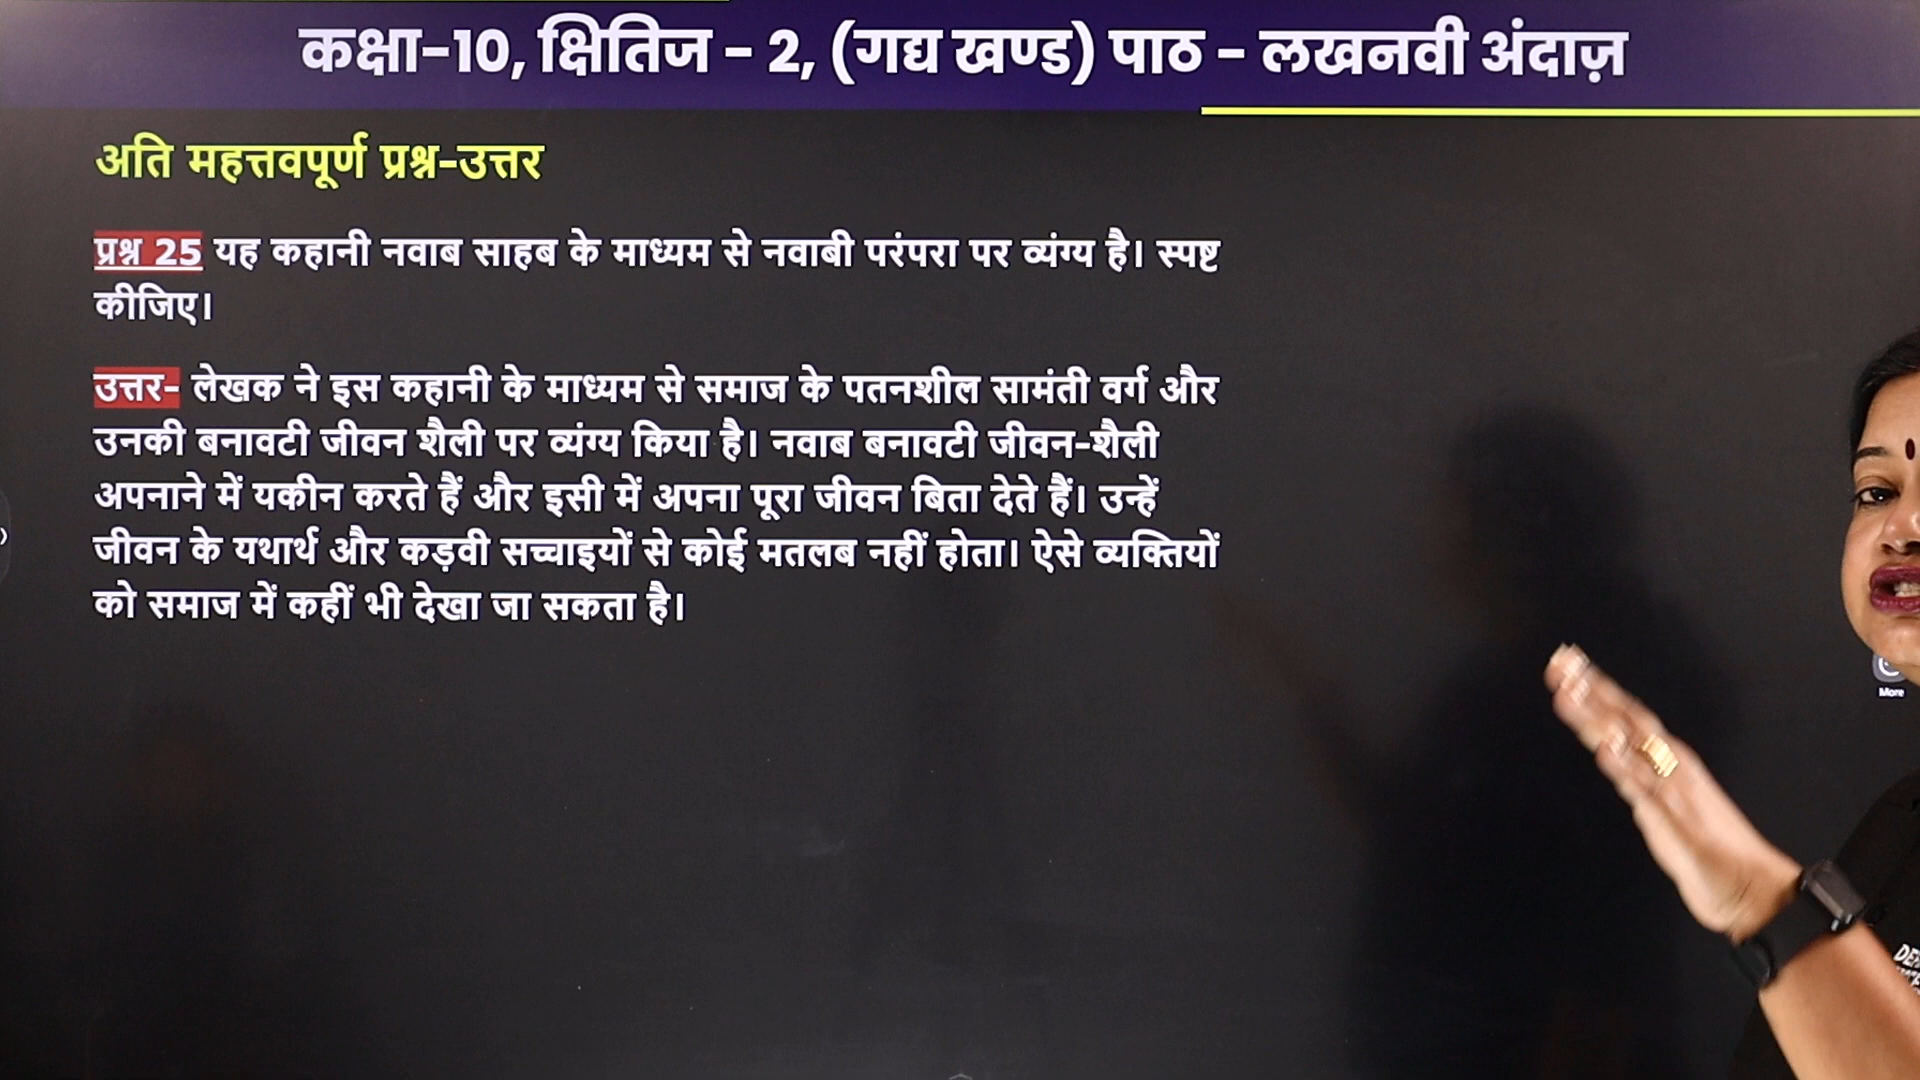 कक्षा-10, क्षितिज - 2, (गद्य खण्ड) पाठ - लखनवी अंदाज़
अति महत्तवपूर्ण प्रश्न-उत्तर
प्रश्न 25 यह कहानी नवाब साहब के माध्यम से नवाबी परंपरा पर व्यंग्य है। स्पष्ट
कीजिए।
उत्तर- लेखक ने इस कहानी के माध्यम से समाज के पतनशील सामंती वर्ग और
उनकी बनावटी जीवन शैली पर व्यंग्य किया है। नवाब बनावटी जीवन-शैली
अपनाने में यकीन करते हैं और इसी में अपना पूरा जीवन बिता देते हैं। उन्हें
जीवन के यथार्थ और कड़वी सच्चाइयों से कोई मतलब नहीं होता। ऐसे व्यक्तियों
को समाज में कहीं भी देखा जा सकता है।
More